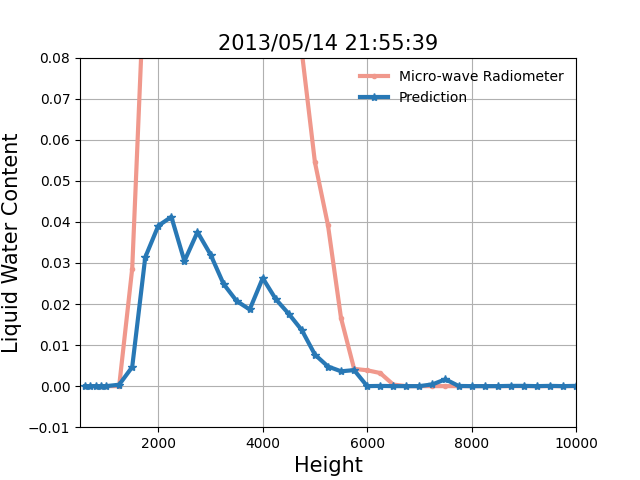 2013/05/14 21:55:39
Micro-wave Radiometer
Prediction
Liquid Water Content
0.08
0.07
0.06
0.05
0.04
0.03
0.02
0.01
0.00
−0.01
2000 4000 6000 8000 10000
Height